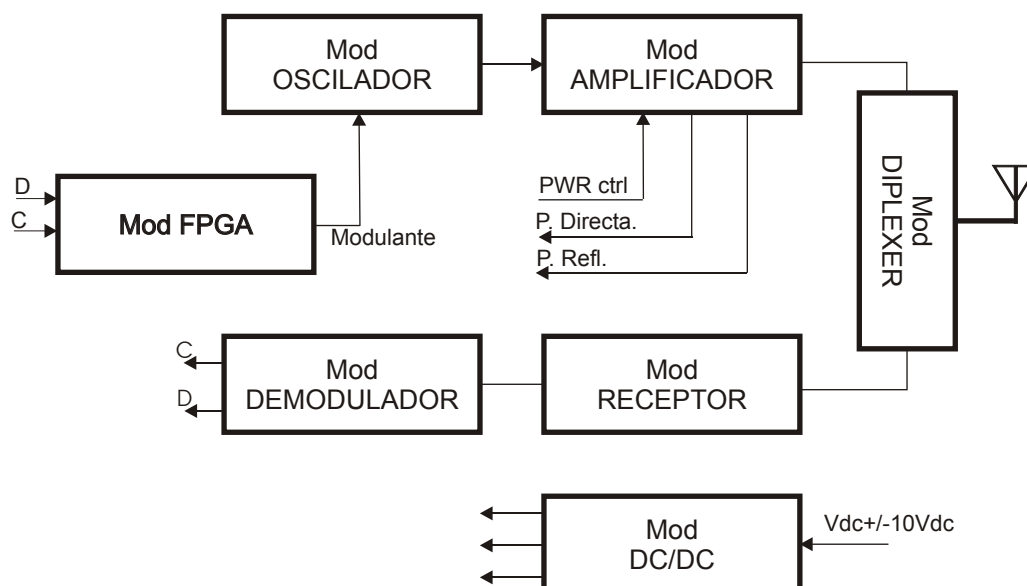 Mod
OSCILADOR
Mod
AMPLIFICADOR
Mod
DIPLEXER
D
C
Mod FPGA
Modulante
PWR ctrl
P. Directa.
P. Refl.
C
D
Mod
DEMODULADOR
Mod
RECEPTOR
Mod
DC/DC
Vdc+/-10Vdc